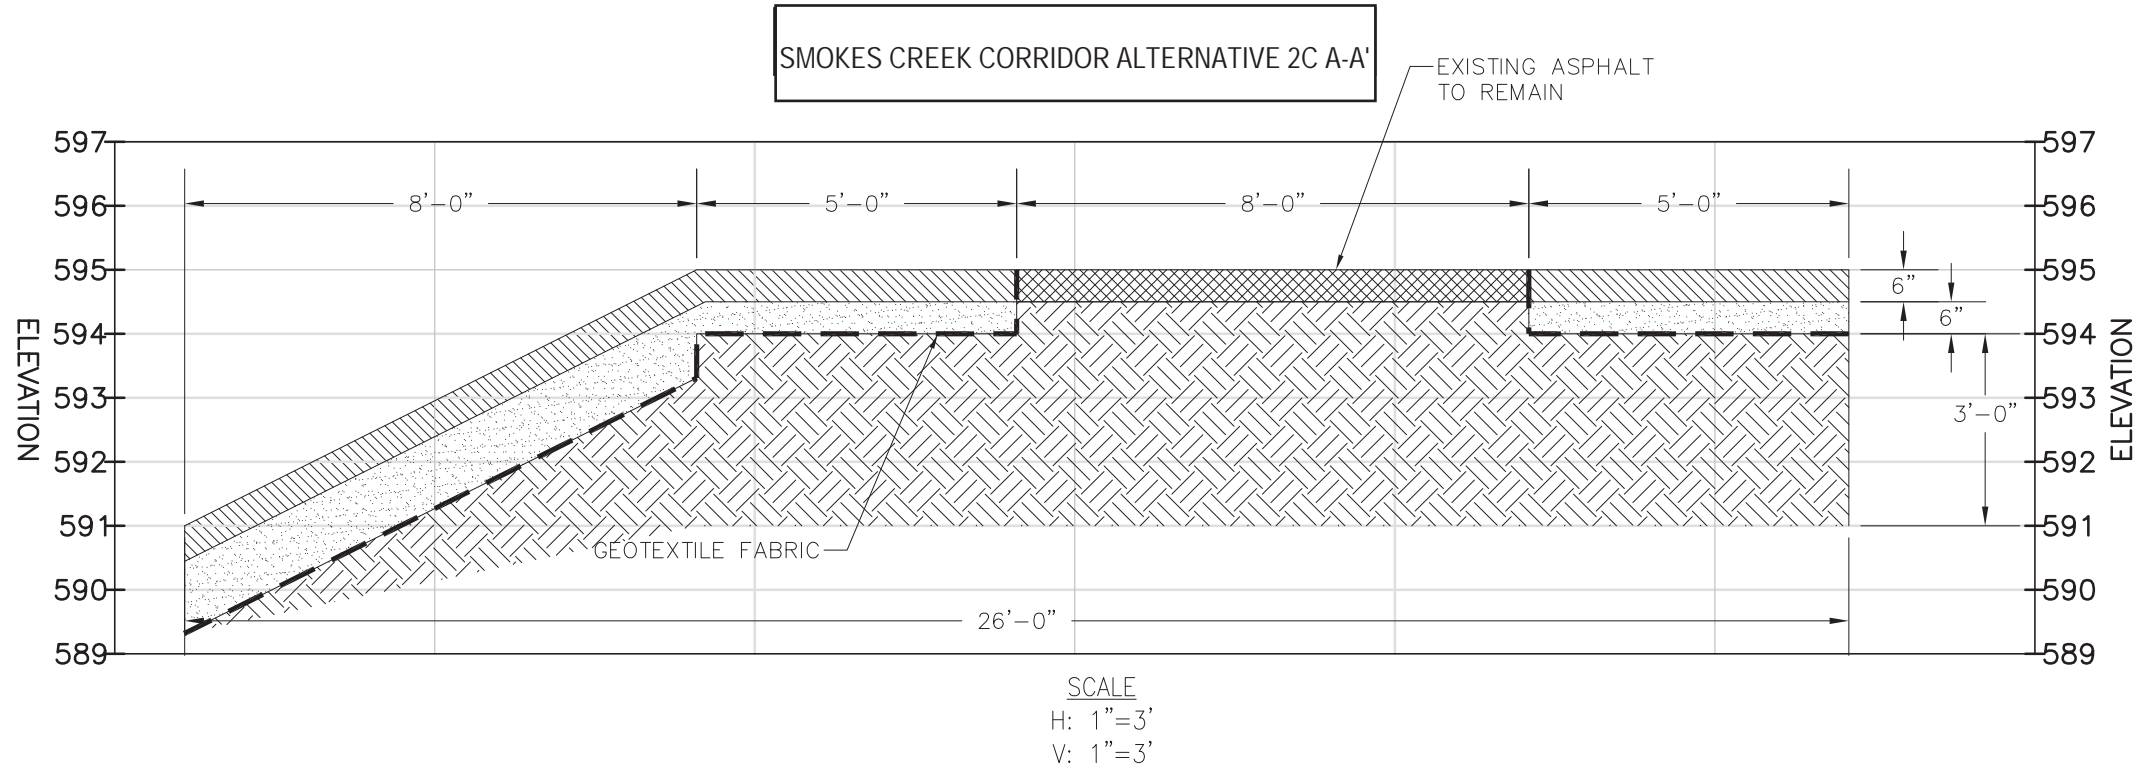 SMOKES CREEK CORRIDOR ALTERNATIVE 2C A-A'
EXISTING ASPHALT
TO REMAIN
597
597
8'-0"
5'-0"
8'-0"
5'-0"
596
596
595
595
6"
6"
594
594
593
593
3'-0"
592
592
591
591
GEOTEXTILE FABRIC
590
590
26'-0"
589
589
ELEVATION
ELEVATION
SCALE
H: 1"=3'
V: 1"=3'